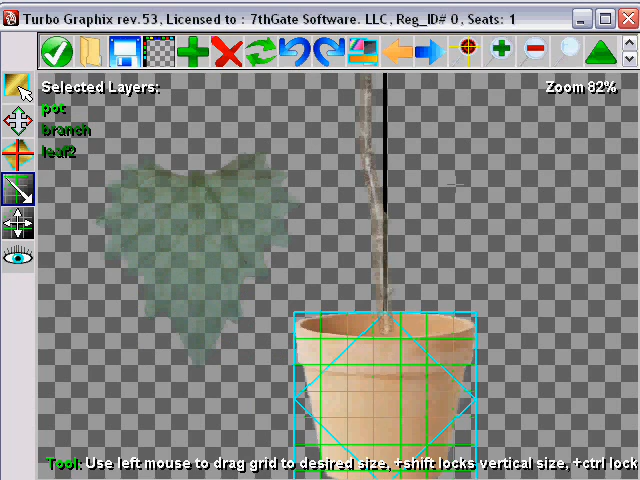 Turbo Graphix rev. 53, Licensed to : 7thGate Software. LLC, Reg_ID# 0, Seats: 1
Selected Layers:
Zoom 82%
pot
branch
leaf2
Tool: Use left mouse to drag grid to desired size, +shift locks vertical size, +ctrl lock